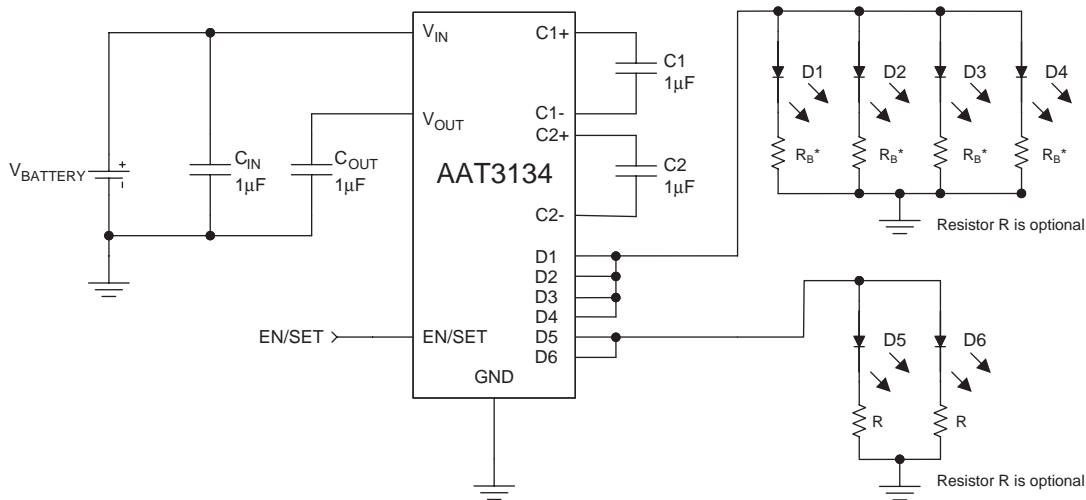 V_BATTERY
+
C_IN
1µF
C_OUT
1µF
EN/SET
V_IN
V_OUT
AAT3134
EN/SET
GND
C1+
C1-
C2+
C2-
D1
D2
D3
D4
D5
D6
C1
1µF
C2
1µF
D1
D2
D3
D4
R_B*
R_B*
R_B*
R_B*
Resistor R is optional
D5
D6
R
R
Resistor R is optional